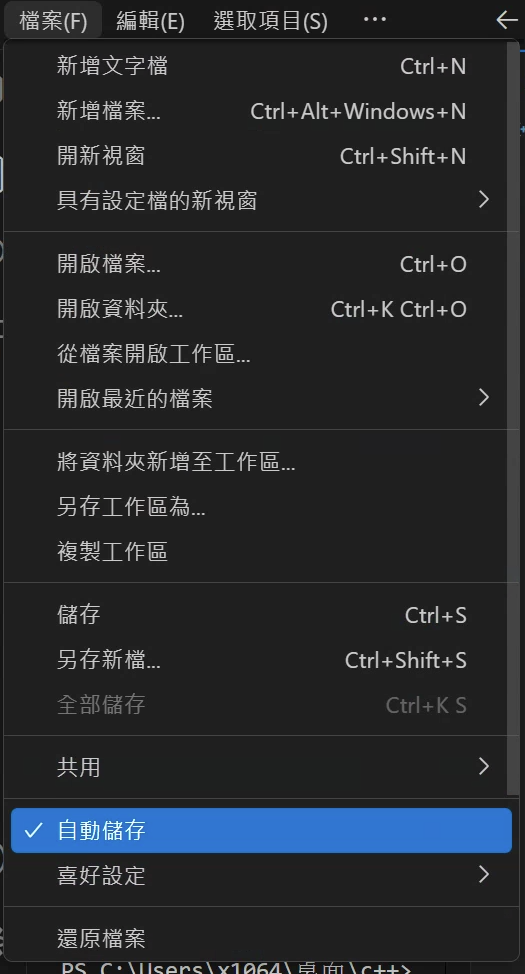 檔案(F) 編輯(E) 選取項目(S) ···
新增文字檔 Ctrl+N
新增檔案... Ctrl+Alt+Windows+N
開新視窗 Ctrl+Shift+N
具有設定檔的新視窗
開啟檔案... Ctrl+O
開啟資料夾... Ctrl+K Ctrl+O
從檔案開啟工作區...
開啟最近的檔案
將資料夾新增至工作區...
另存工作區為...
複製工作區
儲存 Ctrl+S
另存新檔... Ctrl+Shift+S
全部儲存 Ctrl+K S
共用
自動儲存
喜好設定
還原檔案
PS C:\Users\x1064\桌面\c++>